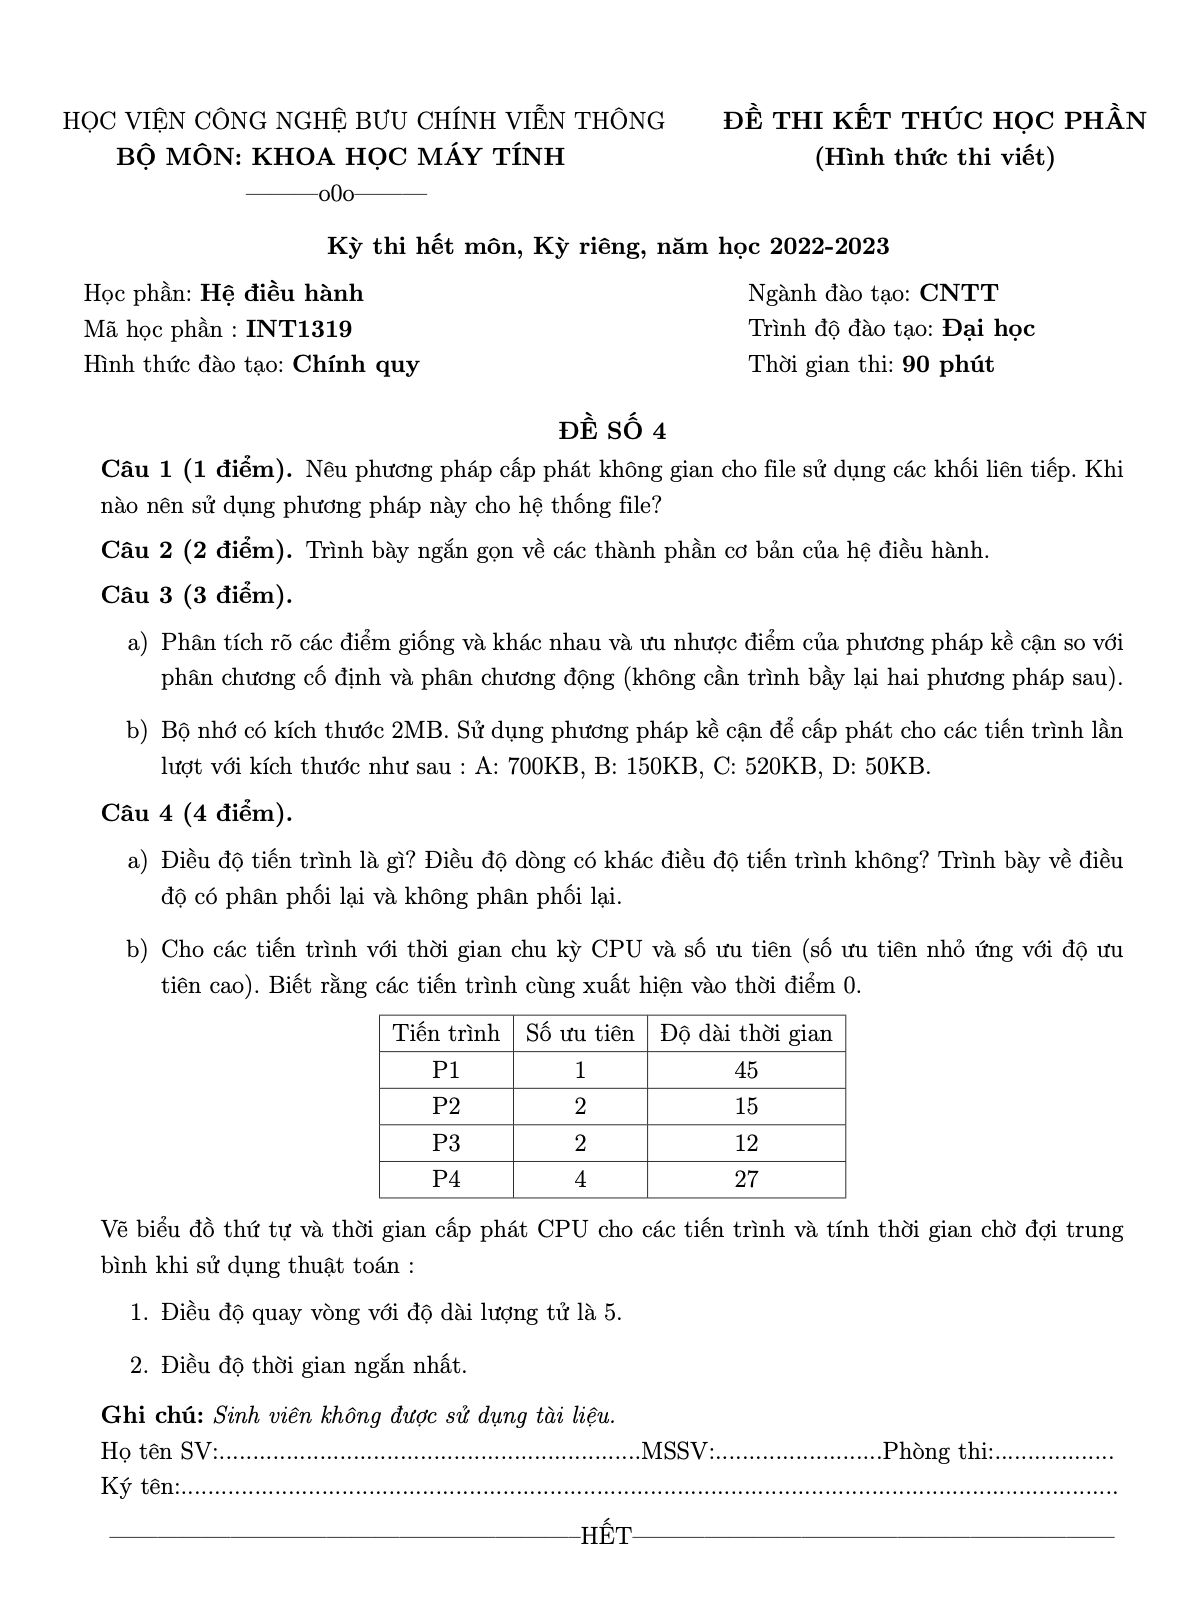 HỌC VIỆN CÔNG NGHỆ BƯU CHÍNH VIỄN THÔNG
BỘ MÔN: KHOA HỌC MÁY TÍNH
———o0o———
ĐỀ THI KẾT THÚC HỌC PHẦN
(Hình thức thi viết)
Kỳ thi hết môn, Kỳ riêng, năm học 2022-2023
Học phần: Hệ điều hành
Mã học phần : INT1319
Hình thức đào tạo: Chính quy
Ngành đào tạo: CNTT
Trình độ đào tạo: Đại học
Thời gian thi: 90 phút
ĐỀ SỐ 4
Câu 1 (1 điểm). Nêu phương pháp cấp phát không gian cho file sử dụng các khối liên tiếp. Khi
nào nên sử dụng phương pháp này cho hệ thống file?
Câu 2 (2 điểm). Trình bày ngắn gọn về các thành phần cơ bản của hệ điều hành.
Câu 3 (3 điểm).
a) Phân tích rõ các điểm giống và khác nhau và ưu nhược điểm của phương pháp kề cận so với
phân chương cố định và phân chương động (không cần trình bầy lại hai phương pháp sau).
b) Bộ nhớ có kích thước 2MB. Sử dụng phương pháp kề cận để cấp phát cho các tiến trình lần
lượt với kích thước như sau : A: 700KB, B: 150KB, C: 520KB, D: 50KB.
Câu 4 (4 điểm).
a) Điều độ tiến trình là gì? Điều độ dòng có khác điều độ tiến trình không? Trình bày về điều
độ có phân phối lại và không phân phối lại.
b) Cho các tiến trình với thời gian chu kỳ CPU và số ưu tiên (số ưu tiên nhỏ ứng với độ ưu
tiên cao). Biết rằng các tiến trình cùng xuất hiện vào thời điểm 0.
Tiến trình Số ưu tiên Độ dài thời gian
P1 1 45
P2 2 15
P3 2 12
P4 4 27
Vẽ biểu đồ thứ tự và thời gian cấp phát CPU cho các tiến trình và tính thời gian chờ đợi trung
bình khi sử dụng thuật toán :
1. Điều độ quay vòng với độ dài lượng tử là 5.
2. Điều độ thời gian ngắn nhất.
Ghi chú: Sinh viên không được sử dụng tài liệu.
Họ tên SV:...............................................................MSSV:.........................Phòng thi:..................
Ký tên:............................................................................................................................................
————————————————————HẾT————————————————————